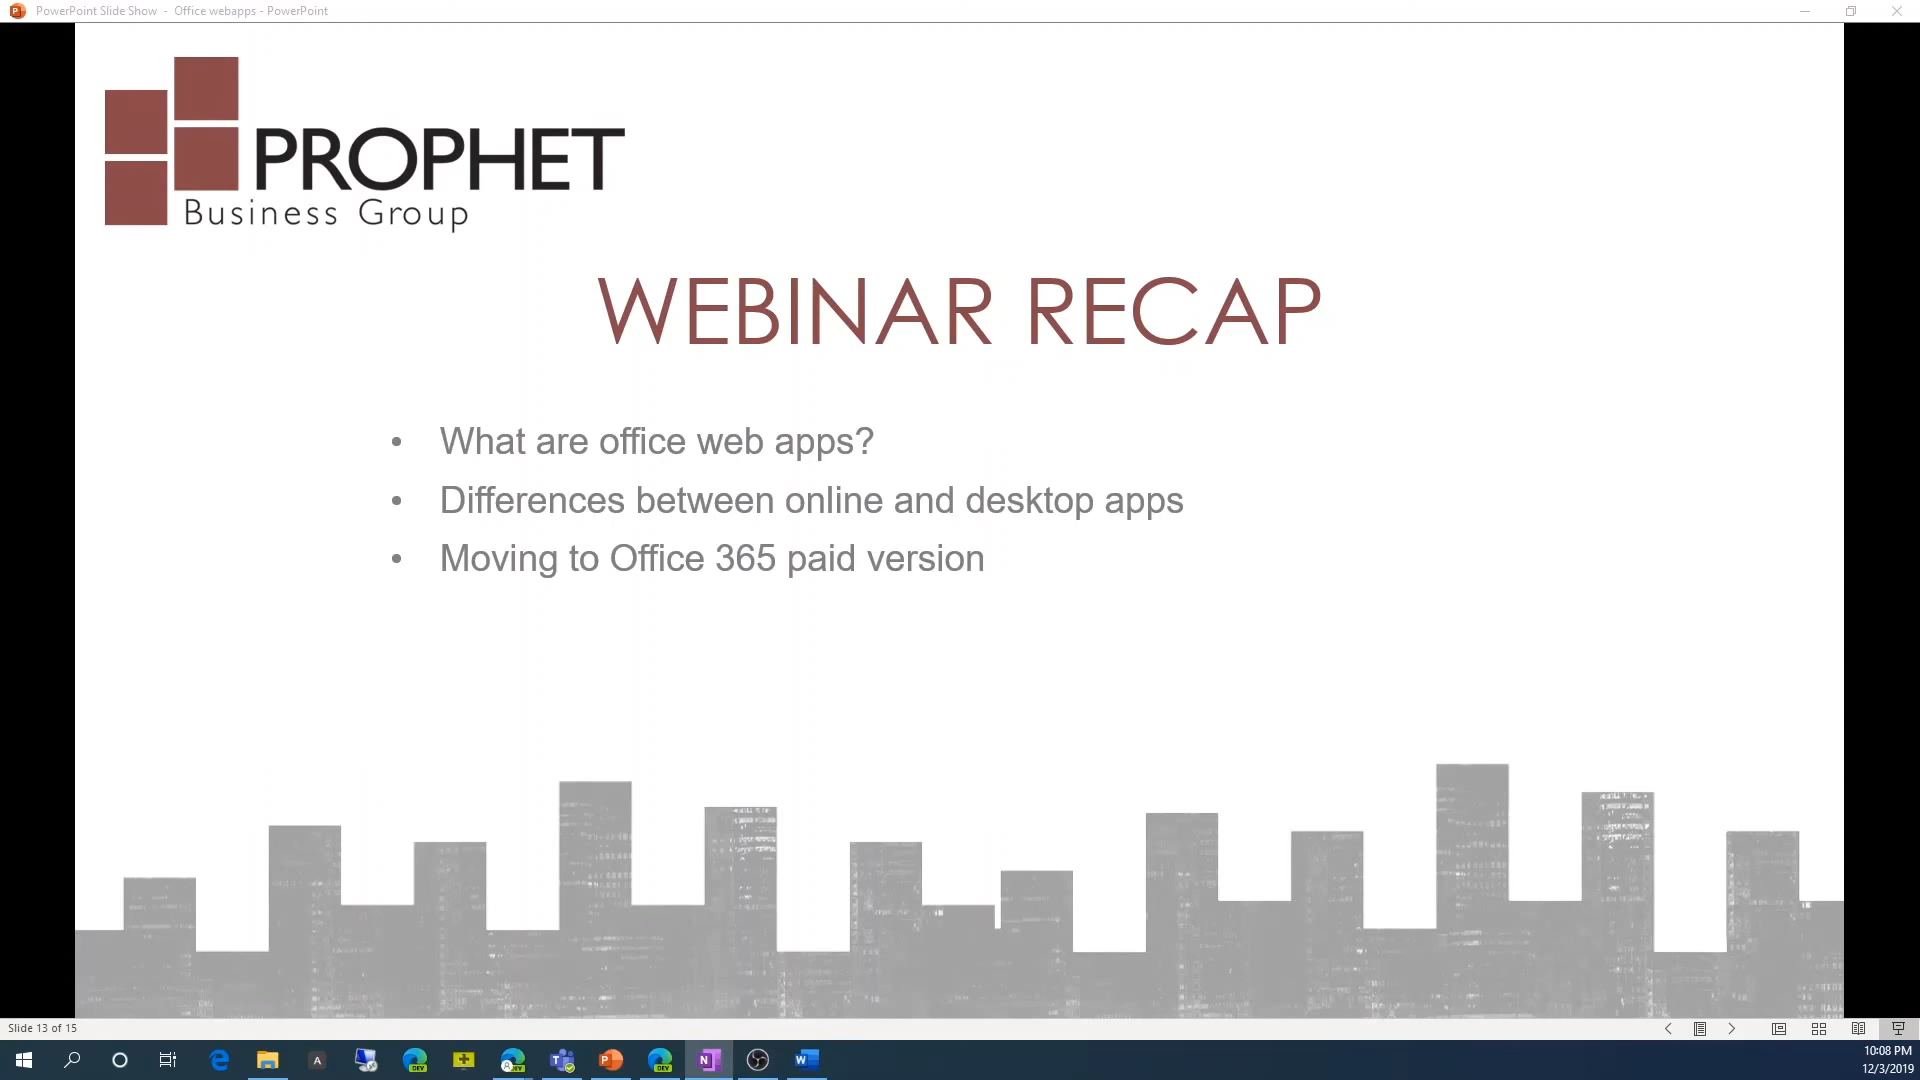 PowerPoint Slide Show - Office webapps - PowerPoint
PROPHET
Business Group
WEBINAR RECAP
• What are office web apps?
• Differences between online and desktop apps
• Moving to Office 365 paid version
Slide 13 of 15
10:08 PM
12/3/2019